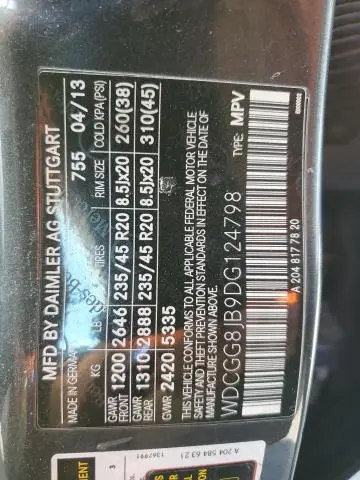 MFD BY DAIMLER AG STUTTGART
MADE IN GERMANY 755 04/13
KG LB TIRES RIM SIZE COLD KPA(PSI)
GAWR FRONT 1200 2646 235/45 R20 8.5Jx20 260(38)
GAWR REAR 1310 2888 235/45 R20 8.5Jx20 310(45)
GVWR 2420 5335
THIS VEHICLE CONFORMS TO ALL APPLICABLE FEDERAL MOTOR VEHICLE
SAFETY AND THEFT PREVENTION STANDARDS IN EFFECT ON THE DATE OF
MANUFACTURE SHOWN ABOVE.
WDCGG8JB9DG124798 TYPE: MPV
A 204 817 78 20
A 204 584 63 21
1362991
3